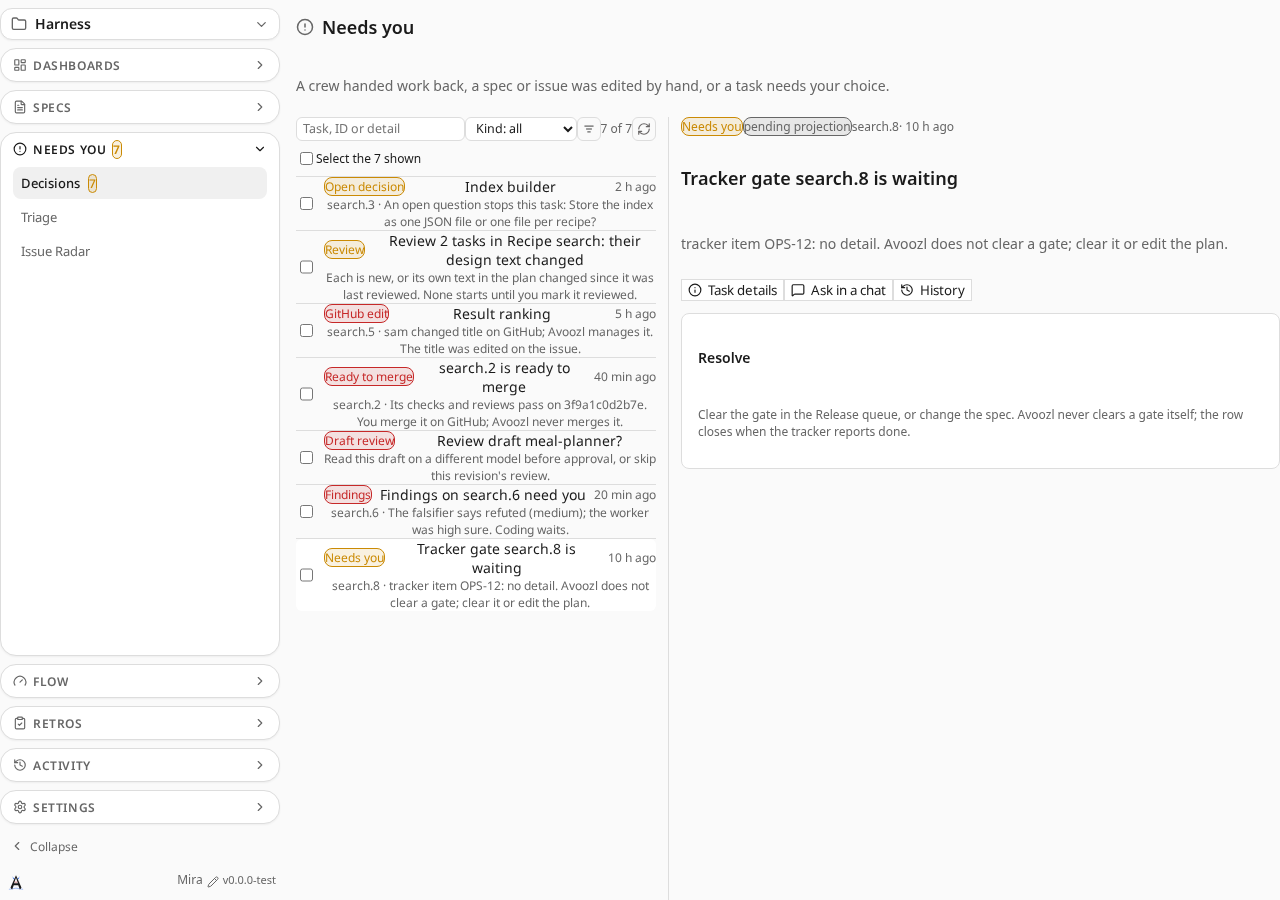 Harness
DASHBOARDS
SPECS
NEEDS YOU 7
Decisions 7
Triage
Issue Radar
FLOW
RETROS
ACTIVITY
SETTINGS
Collapse
A
Mira v0.0.0-test
Needs you
A crew handed work back, a spec or issue was edited by hand, or a task needs your choice.
Task, ID or detail Kind: all 7 of 7
Select the 7 shown
Open decision Index builder 2 h ago
search.3 · An open question stops this task: Store the index
as one JSON file or one file per recipe?
Review Review 2 tasks in Recipe search: their
design text changed
Each is new, or its own text in the plan changed since it was
last reviewed. None starts until you mark it reviewed.
GitHub edit Result ranking 5 h ago
search.5 · sam changed title on GitHub; Avoozl manages it.
The title was edited on the issue.
Ready to merge search.2 is ready to
merge 40 min ago
search.2 · Its checks and reviews pass on 3f9a1c0d2b7e.
You merge it on GitHub; Avoozl never merges it.
Draft review Review draft meal-planner?
Read this draft on a different model before approval, or skip
this revision's review.
Findings Findings on search.6 need you 20 min ago
search.6 · The falsifier says refuted (medium); the worker
was high sure. Coding waits.
Needs you Tracker gate search.8 is
waiting 10 h ago
search.8 · tracker item OPS-12: no detail. Avoozl does not
clear a gate; clear it or edit the plan.
Needs you pending projection search.8 · 10 h ago
Tracker gate search.8 is waiting
tracker item OPS-12: no detail. Avoozl does not clear a gate; clear it or edit the plan.
Task details Ask in a chat History
Resolve
Clear the gate in the Release queue, or change the spec. Avoozl never clears a gate itself; the row
closes when the tracker reports done.